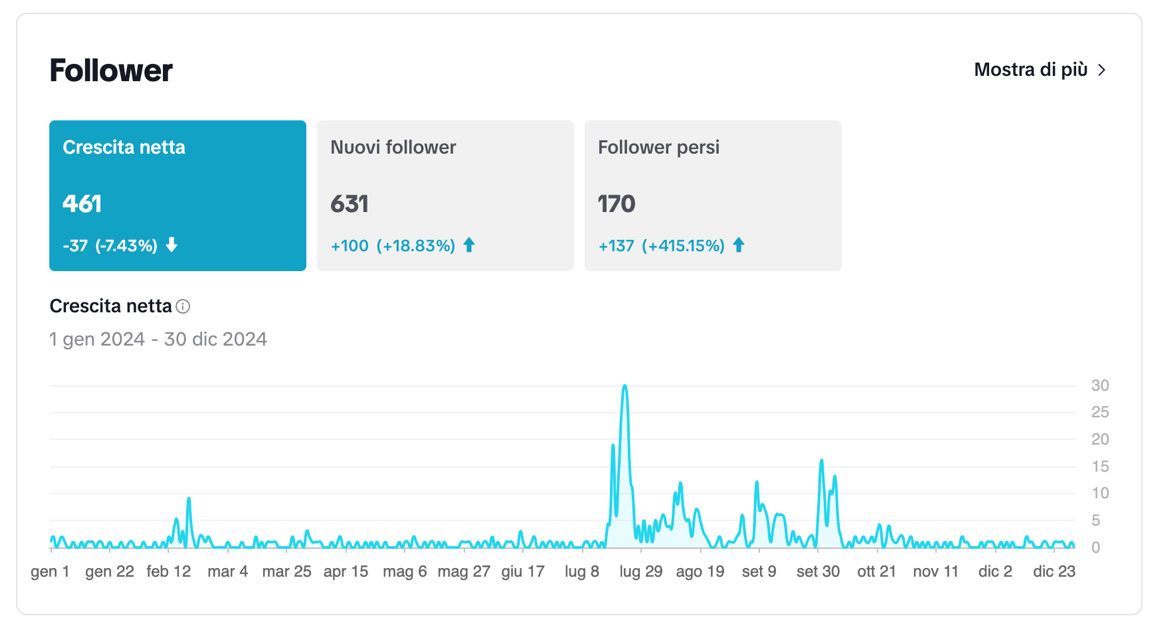 Follower
Mostra di più
Crescita netta
461
-37 (-7.43%)
Nuovi follower
631
+100 (+18.83%)
Follower persi
170
+137 (+415.15%)
Crescita netta
1 gen 2024 - 30 dic 2024
30
25
20
15
10
5
0
gen 1 gen 22 feb 12 mar 4 mar 25 apr 15 mag 6 mag 27 giu 17 lug 8 lug 29 ago 19 set 9 set 30 ott 21 nov 11 dic 2 dic 23